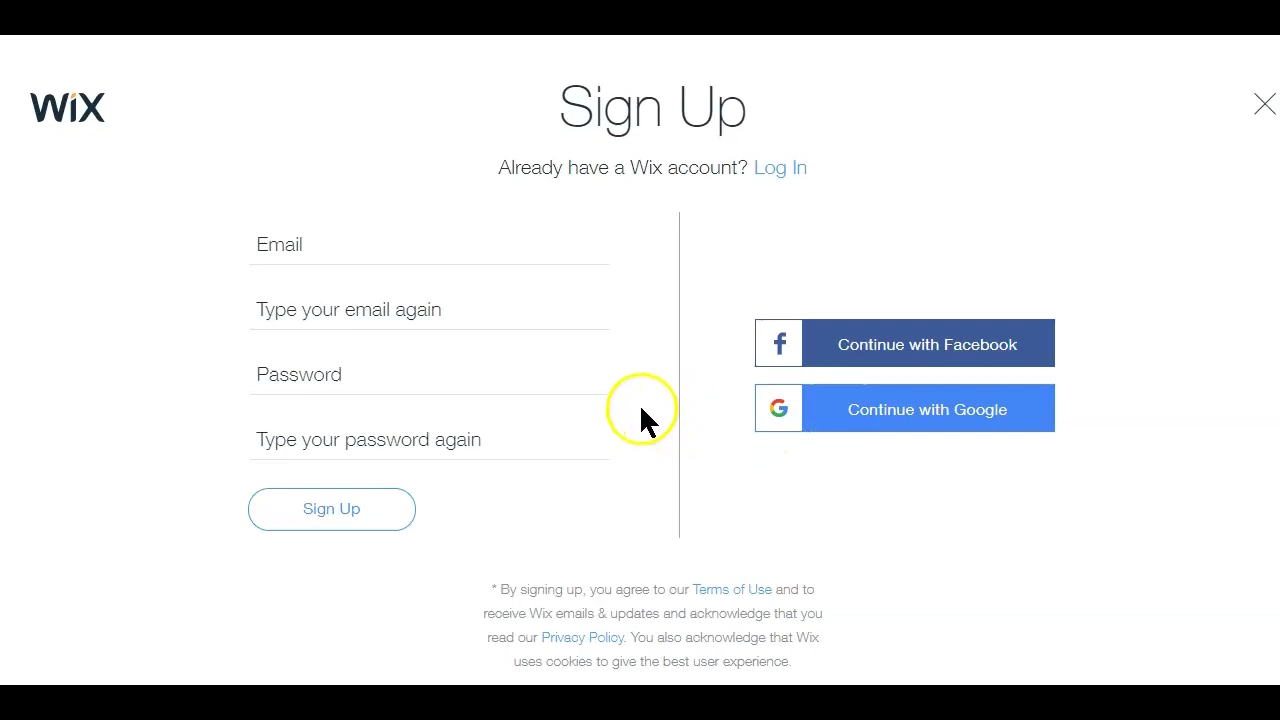 WiX
Sign Up
Already have a Wix account? Log In
Email
Type your email again
Password
Type your password again
Sign Up
f Continue with Facebook
G Continue with Google
* By signing up, you agree to our Terms of Use and to
receive Wix emails & updates and acknowledge that you
read our Privacy Policy. You also acknowledge that Wix
uses cookies to give the best user experience.